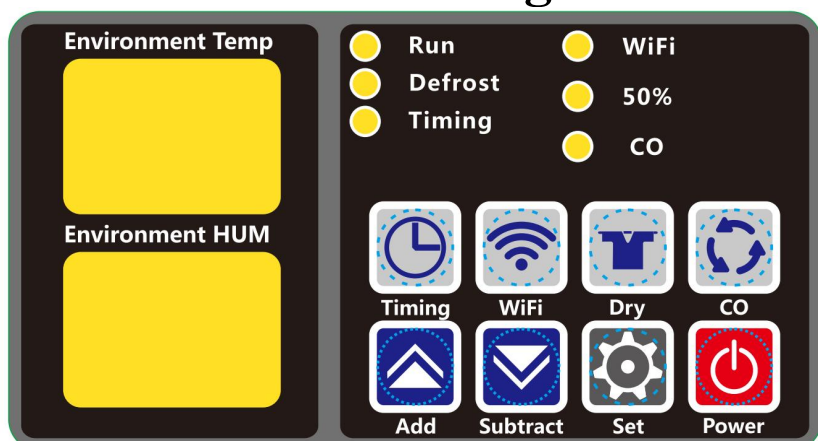 Environment Temp
Environment HUM
Run
Defrost
Timing
WiFi
50%
CO
Timing WiFi Dry CO
Add Subtract Set Power